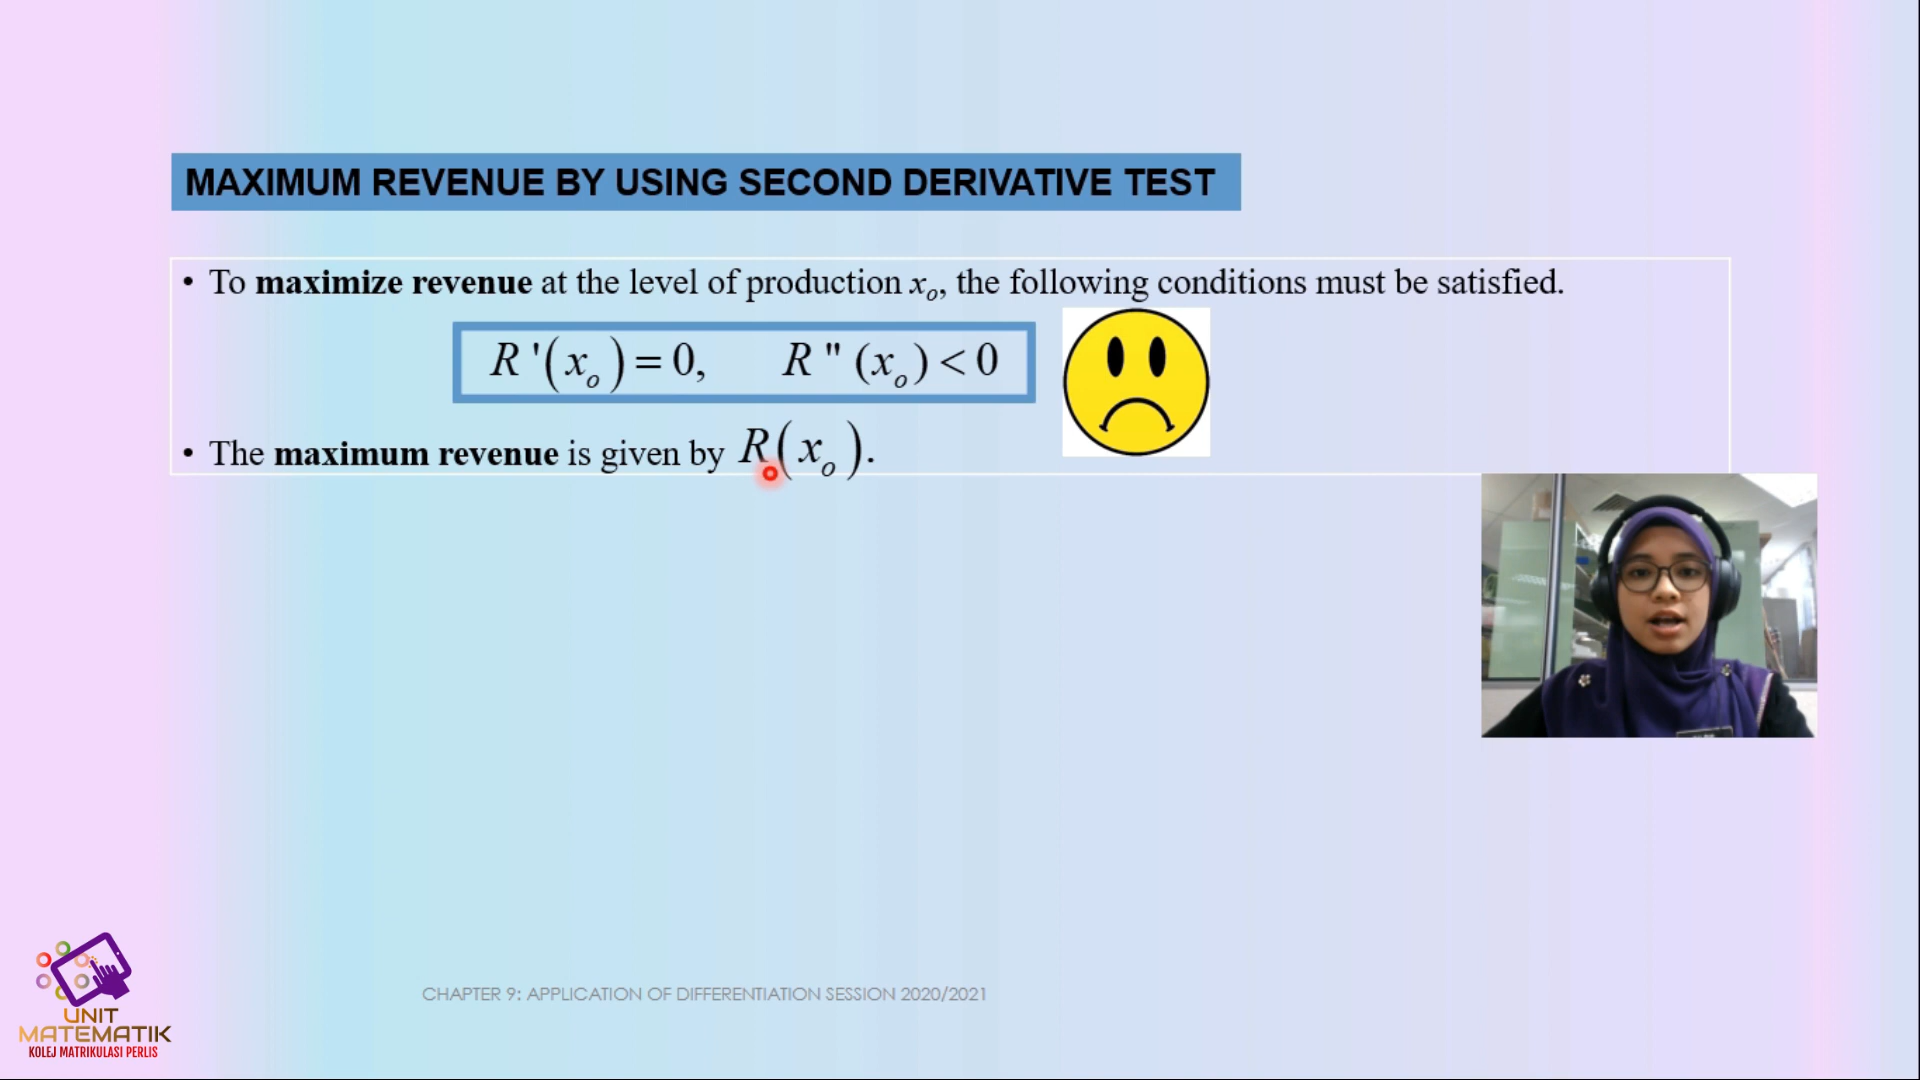 MAXIMUM REVENUE BY USING SECOND DERIVATIVE TEST
• To maximize revenue at the level of production xₒ, the following conditions must be satisfied.
R '(xₒ) = 0, R "(xₒ) < 0
• The maximum revenue is given by R(xₒ).
CHAPTER 9: APPLICATION OF DIFFERENTIATION SESSION 2020/2021
UNIT
MATEMATIK
KOLEJ MATRIKULASI PERLIS